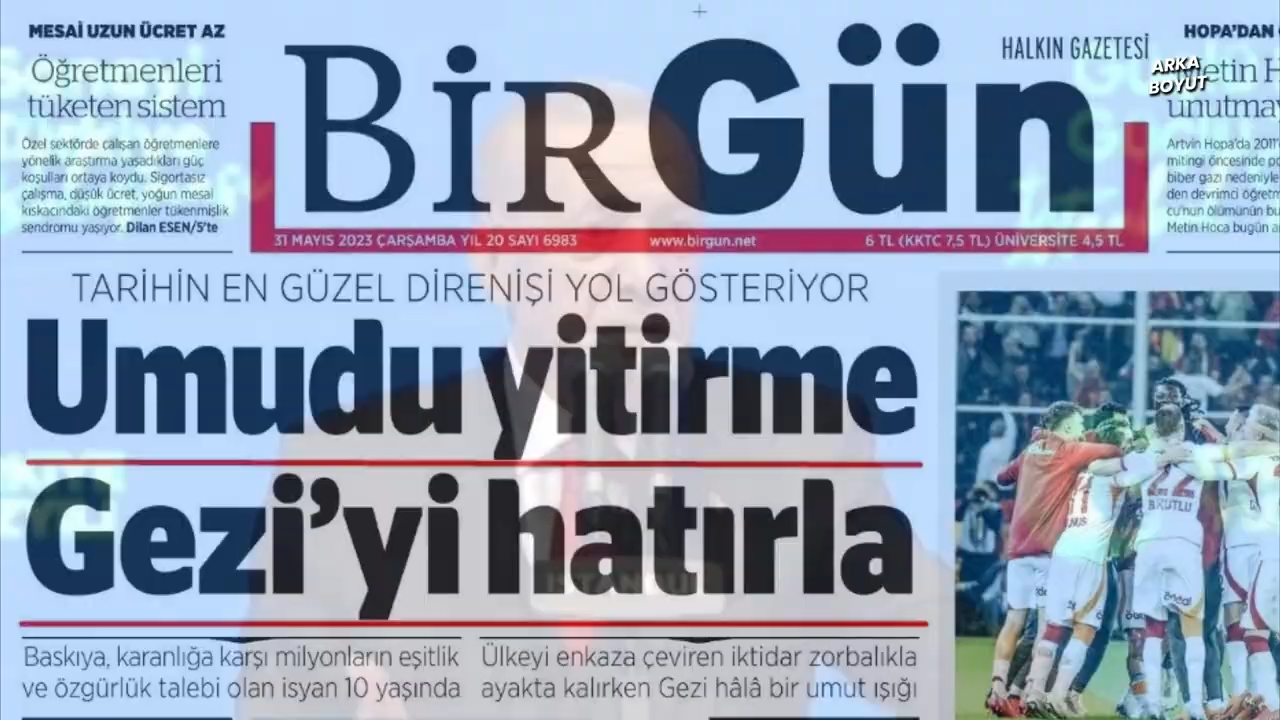 MESAİ UZUN ÜCRET AZ
Öğretmenleri
tüketen sistem
Özel sektörde çalışan öğretmenlere
yönelik araştırma yaşadıkları güç
koşulları ortaya koydu. Sigortasız
çalışma, düşük ücret, yoğun mesai
kıskacındaki öğretmenler tükenmişlik
sendromu yaşıyor. Dilan ESEN/5'te
BİRGün
HALKIN GAZETESİ
31 MAYIS 2023 ÇARŞAMBA YIL 20 SAYI 6983
www.birgun.net
6 TL (KKTC 7,5 TL) ÜNİVERSİTE 4,5 TL
HOPA'DAN
ARKA
BOYUT
etin H
unutmay
Artvin Hopa'da 2011'
mitingi öncesinde po
biber gazı nedeniyle
den devrimci öğretm
cu'nun ölümünün bu
Metin Hoca bugün a
TARİHİN EN GÜZEL DİRENİŞİ YOL GÖSTERİYOR
Umudu yitirme
Gezi'yi hatırla
Baskıya, karanlığa karşı milyonların eşitlik
ve özgürlük talebi olan isyan 10 yaşında
Ülkeyi enkaza çeviren iktidar zorbalıkla
ayakta kalırken Gezi hâlâ bir umut ışığı
İSTANBUL